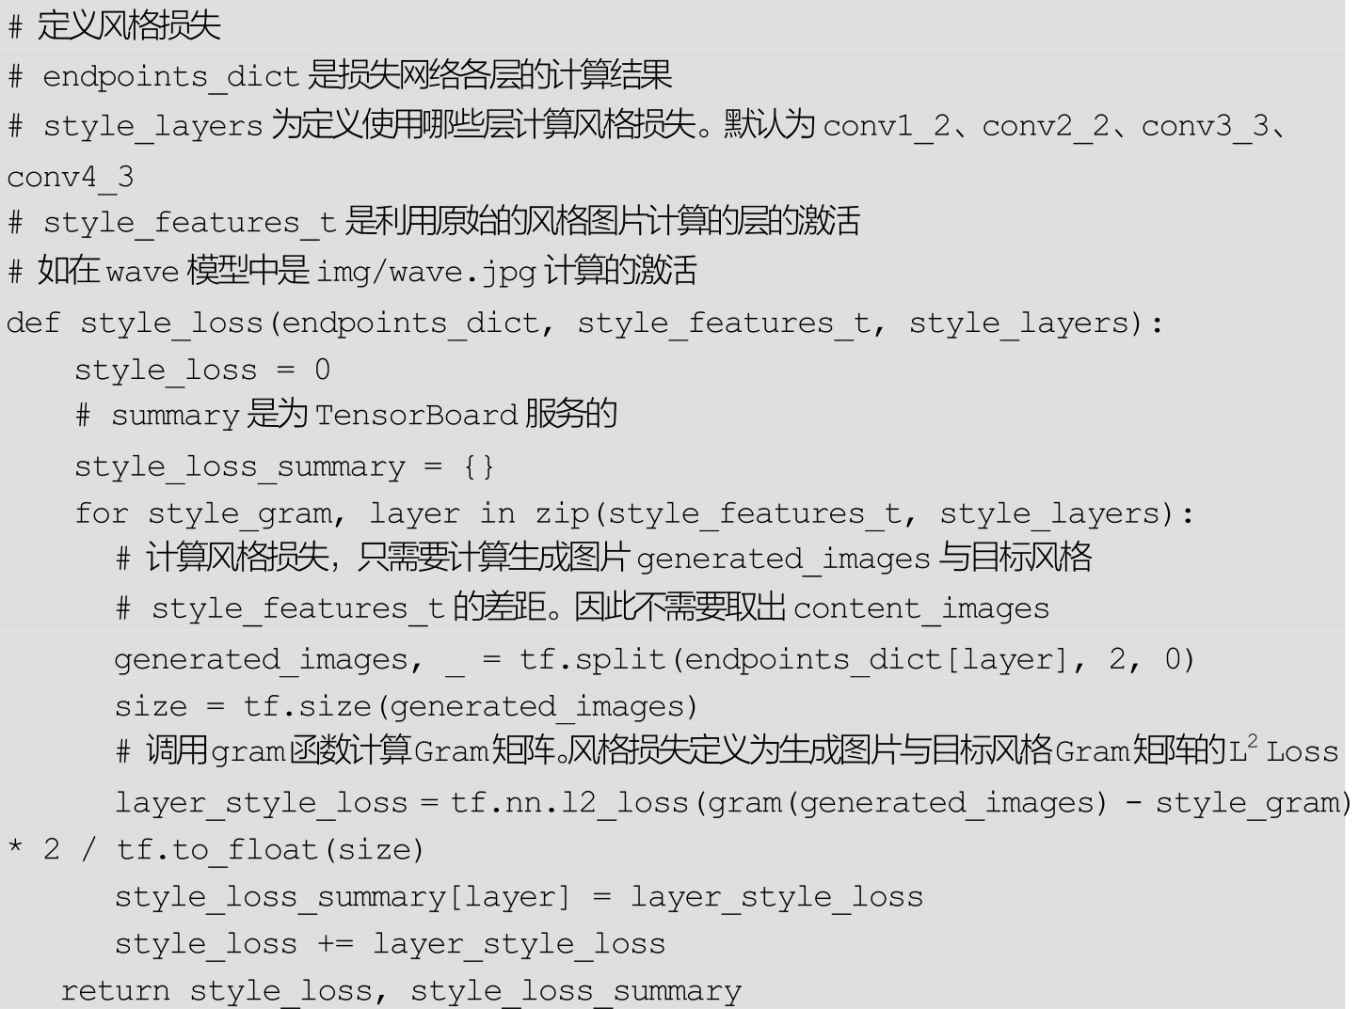 # 定义风格损失
# endpoints_dict 是损失网络各层的计算结果
# style_layers 为定义使用哪些层计算风格损失。默认为 conv1_2、conv2_2、conv3_3、
conv4_3
# style_features_t 是利用原始的风格图片计算的层的激活
# 如在 wave 模型中是 img/wave.jpg 计算的激活
def style_loss(endpoints_dict, style_features_t, style_layers):
    style_loss = 0
    # summary 是为 TensorBoard 服务的
    style_loss_summary = {}
    for style_gram, layer in zip(style_features_t, style_layers):
      # 计算风格损失，只需要计算生成图片 generated_images 与目标风格
      # style_features_t 的差距。因此不需要取出 content_images
      generated_images, _ = tf.split(endpoints_dict[layer], 2, 0)
      size = tf.size(generated_images)
      # 调用gram函数计算Gram矩阵。风格损失定义为生成图片与目标风格Gram矩阵的L² Loss
      layer_style_loss = tf.nn.l2_loss(gram(generated_images) - style_gram)
* 2 / tf.to_float(size)
      style_loss_summary[layer] = layer_style_loss
      style_loss += layer_style_loss
   return style_loss, style_loss_summary